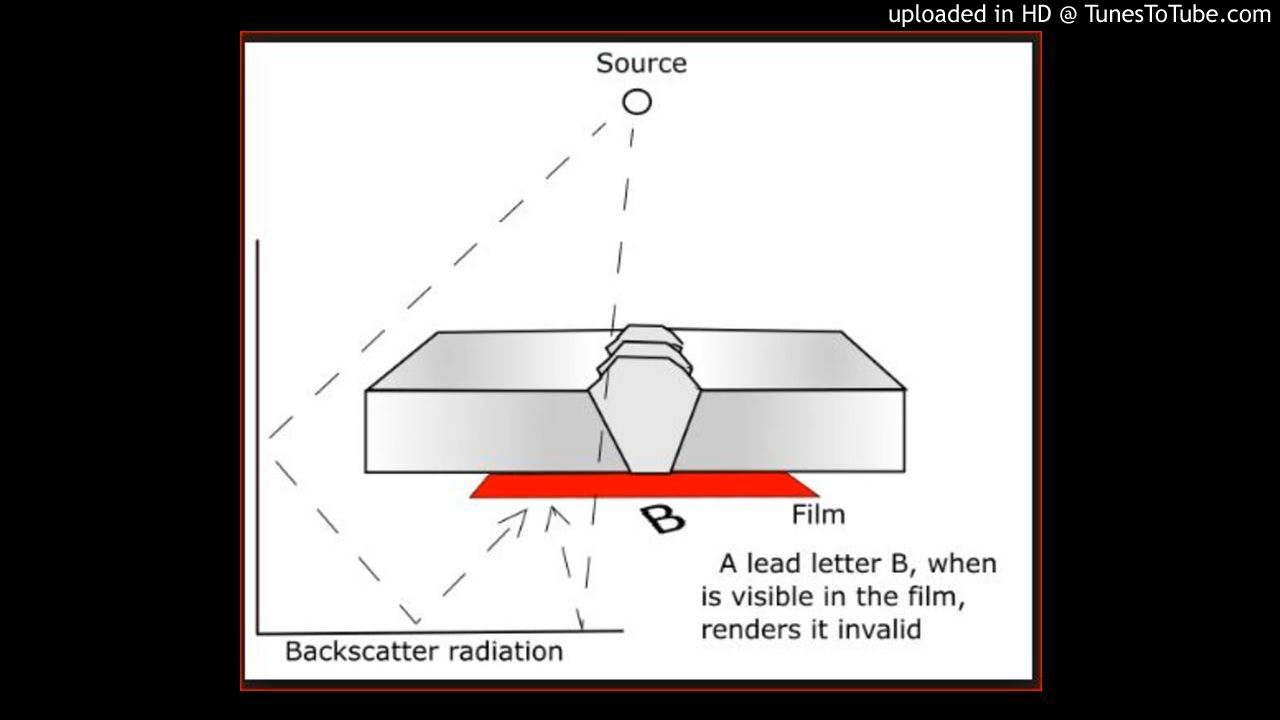 uploaded in HD @ TunesToTube.com
Source
B
Film
A lead letter B, when
is visible in the film,
renders it invalid
Backscatter radiation